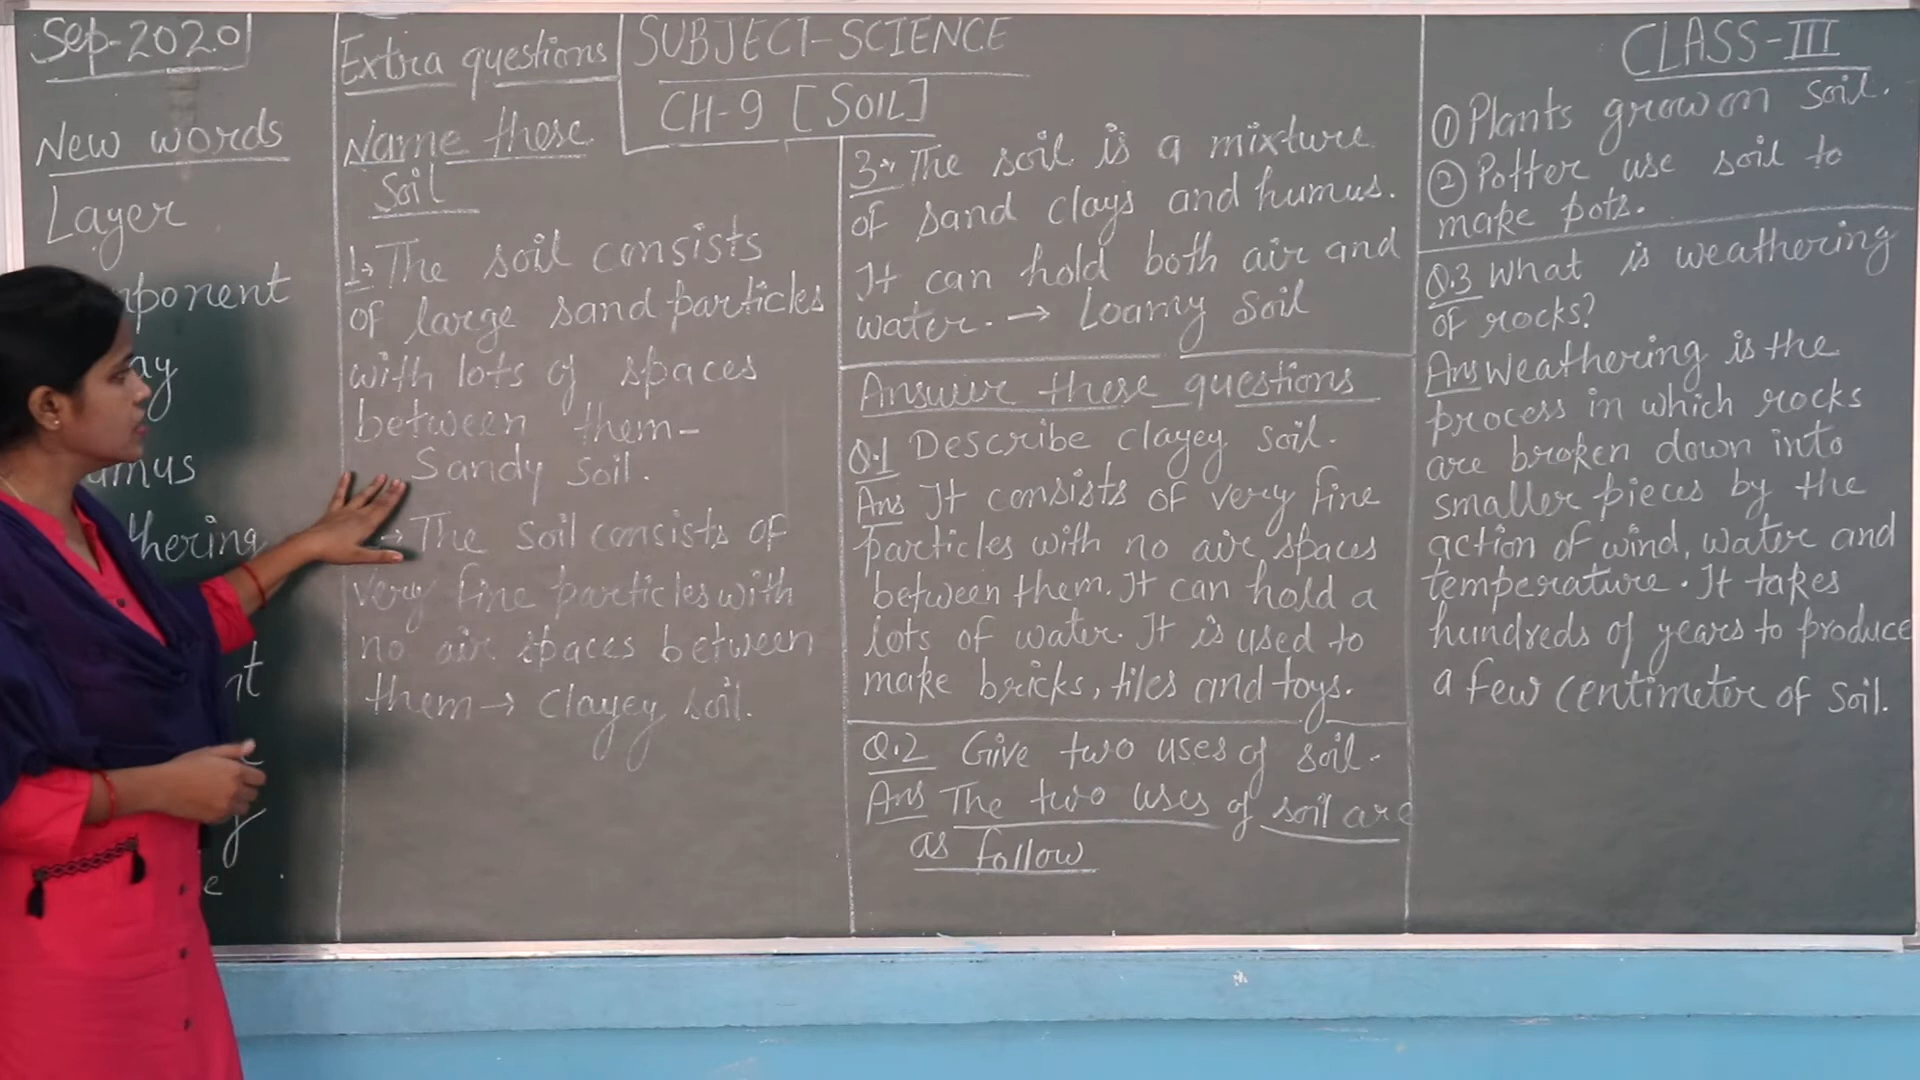 Sep-2020
New words
Layer
Extra questions
Name these
Soil
1→ The soil consists
of large sand particles
with lots of spaces
between them-
Sandy soil.
→ The soil consists of
very fine particles with
no air spaces between
them → clayey soil.
SUBJECT-SCIENCE
CH-9 [SOIL]
3→ The soil is a mixture
of sand clays and humus.
It can hold both air and
water. → Loamy soil
Answer these questions
Q.1 Describe clayey soil.
Ans It consists of very fine
particles with no air spaces
between them. It can hold a
lots of water. It is used to
make bricks, tiles and toys.
Q.2 Give two uses of soil.
Ans The two uses of soil are
as follow
CLASS-III
① Plants grow on soil.
② Potter use soil to
make pots.
Q.3 What is weathering
of rocks?
Ans Weathering is the
process in which rocks
are broken down into
smaller pieces by the
action of wind, water and
temperature. It takes
hundreds of years to produce
a few centimeter of soil.